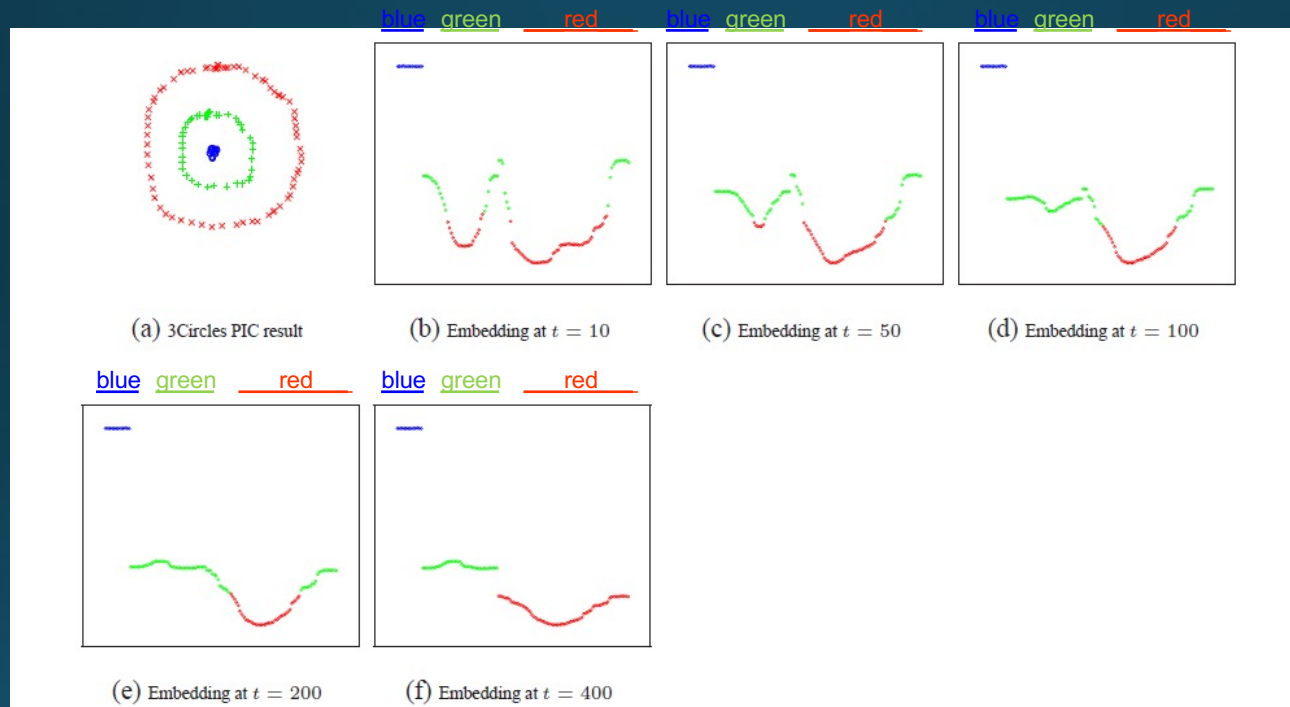 blue green red blue green red blue green red
(a) 3Circles PIC result (b) Embedding at t = 10 (c) Embedding at t = 50 (d) Embedding at t = 100
blue green red blue green red
(e) Embedding at t = 200 (f) Embedding at t = 400